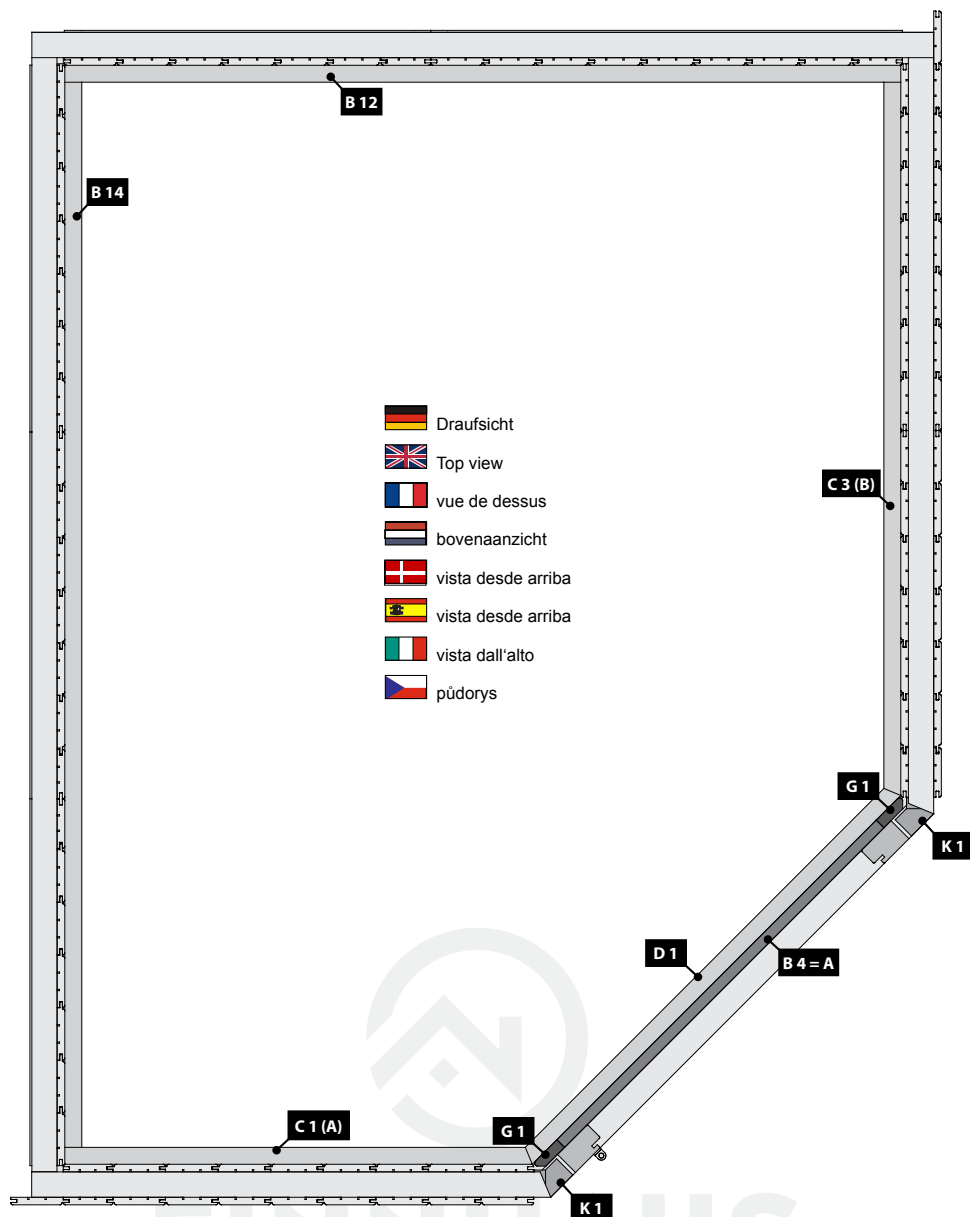 B 12
B 14
Draufsicht
Top view
vue de dessus
C 3 (B)
bovenaanzicht
vista desde arriba
vista desde arriba
vista dall‘alto
půdorys
G 1
K 1
D 1
B 4 = A
C 1 (A)
G 1
K 1